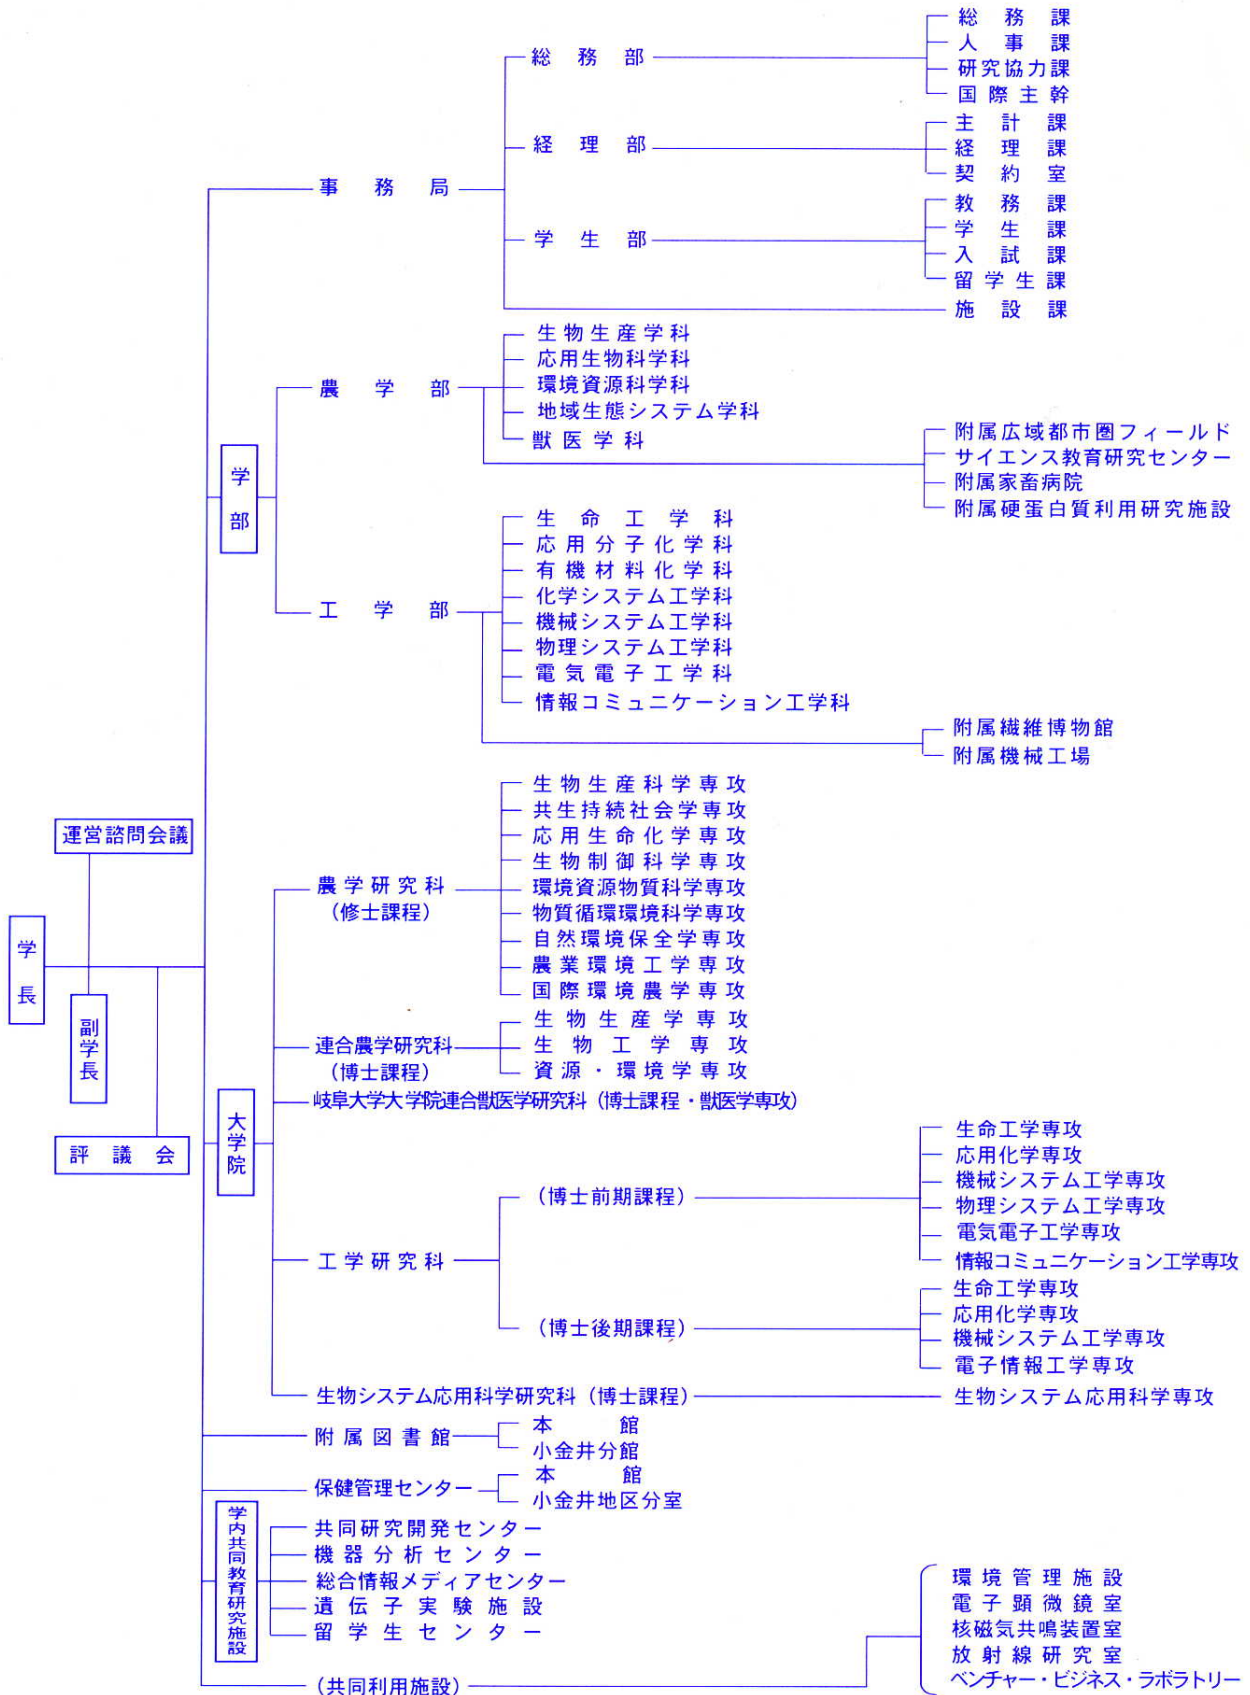 学長
運営諮問会議
副学長
評議会
事務局
総務部
総務課
人事課
研究協力課
国際主幹
経理部
主計課
経理課
契約室
学生部
教務課
学生課
入試課
留学生課
施設課
学部
農学部
生物生産学科
応用生物科学科
環境資源科学科
地域生態システム学科
獣医学科
附属広域都市圏フィールド
サイエンス教育研究センター
附属家畜病院
附属硬蛋白質利用研究施設
工学部
生命工学科
応用分子化学科
有機材料化学科
化学システム工学科
機械システム工学科
物理システム工学科
電気電子工学科
情報コミュニケーション工学科
附属繊維博物館
附属機械工場
大学院
農学研究科
(修士課程)
生物生産科学専攻
共生持続社会学専攻
応用生命化学専攻
生物制御科学専攻
環境資源物質科学専攻
物質循環環境科学専攻
自然環境保全学専攻
農業環境工学専攻
国際環境農学専攻
連合農学研究科
(博士課程)
生物生産学専攻
生物工学専攻
資源・環境学専攻
岐阜大学大学院連合獣医学研究科(博士課程・獣医学専攻)
工学研究科
(博士前期課程)
生命工学専攻
応用化学専攻
機械システム工学専攻
物理システム工学専攻
電気電子工学専攻
情報コミュニケーション工学専攻
(博士後期課程)
生命工学専攻
応用化学専攻
機械システム工学専攻
電子情報工学専攻
生物システム応用科学研究科(博士課程)
生物システム応用科学専攻
附属図書館
本館
小金井分館
保健管理センター
本館
小金井地区分室
学内共同教育研究施設
共同研究開発センター
機器分析センター
総合情報メディアセンター
遺伝子実験施設
留学生センター
(共同利用施設)
環境管理施設
電子顕微鏡室
核磁気共鳴装置室
放射線研究室
ベンチャー・ビジネス・ラボラトリー